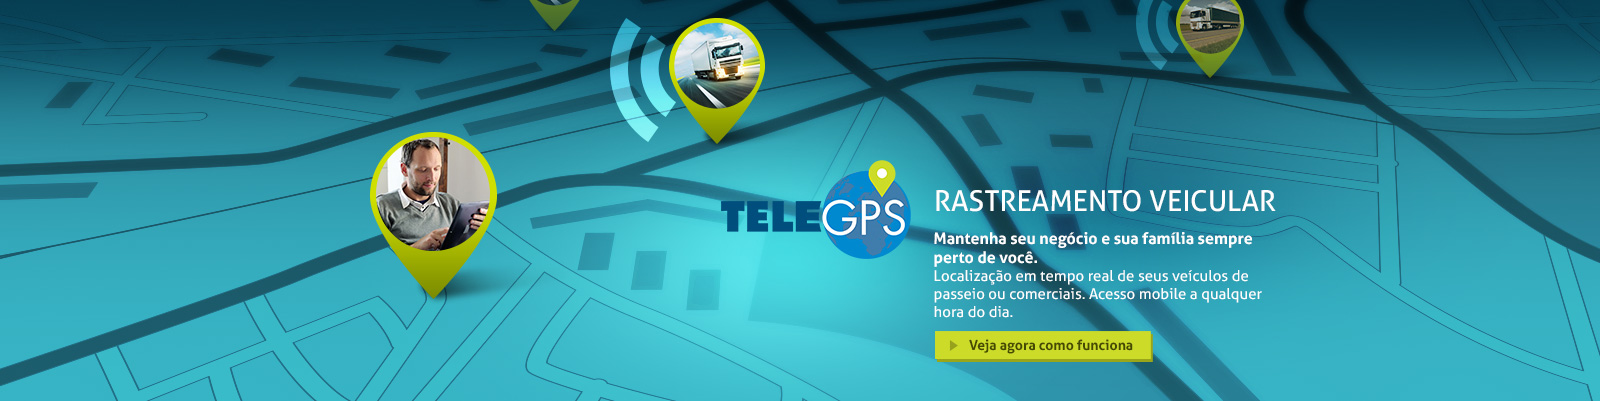 TELEGPS
RASTREAMENTO VEICULAR
Mantenha seu negócio e sua família sempre
perto de você.
Localização em tempo real de seus veículos de
passeio ou comerciais. Acesso mobile a qualquer
hora do dia.
Veja agora como funciona